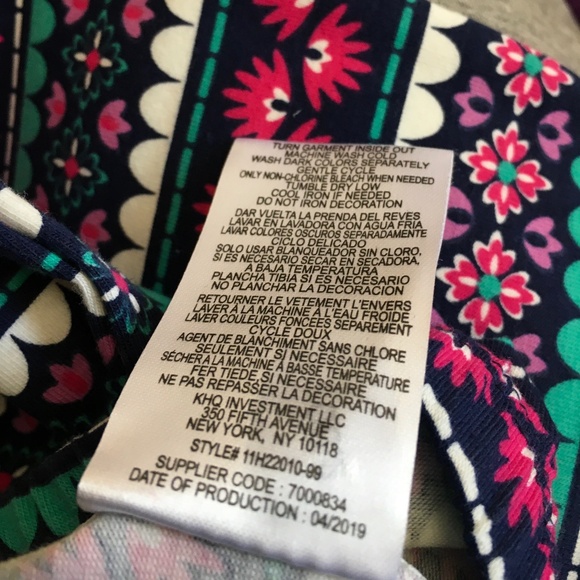 TURN GARMENT INSIDE OUT
MACHINE WASH COLD
WASH DARK COLORS SEPARATELY
GENTLE CYCLE
ONLY NON-CHLORINE BLEACH WHEN NEEDED
TUMBLE DRY LOW
COOL IRON IF NEEDED
DO NOT IRON DECORATION
DAR VUELTA LA PRENDA DEL REVES
LAVAR EN LAVADORA CON AGUA FRIA
LAVAR COLORES OSCUROS SEPARADAMENTE
CICLO DELICADO
SOLO USAR BLANQUEADOR SIN CLORO,
SI ES NECESARIO SECAR EN SECADORA,
A BAJA TEMPERATURA
PLANCHA TIBIA SI ES NECESARIO
NO PLANCHAR LA DECORACION
RETOURNER LE VETEMENT L'ENVERS
LAVER A LA MACHINE A L'EAU FROIDE
LAVER COULEURS FONCEES SEPAREMENT
CYCLE DOUX
AGENT DE BLANCHIMENT SANS CHLORE
SEULEMENT SI NECESSAIRE
SÉCHER A MACHINE À BASSE TEMPÉRATURE
FER TIEDE, SI NECESSAIRE
NE PAS REPASSER LA DECORATION
KHQ INVESTMENT LLC
350 FIFTH AVENUE
NEW YORK, NY 10118
STYLE# 11H22010-99
SUPPLIER CODE : 7000834
DATE OF PRODUCTION : 04/2019